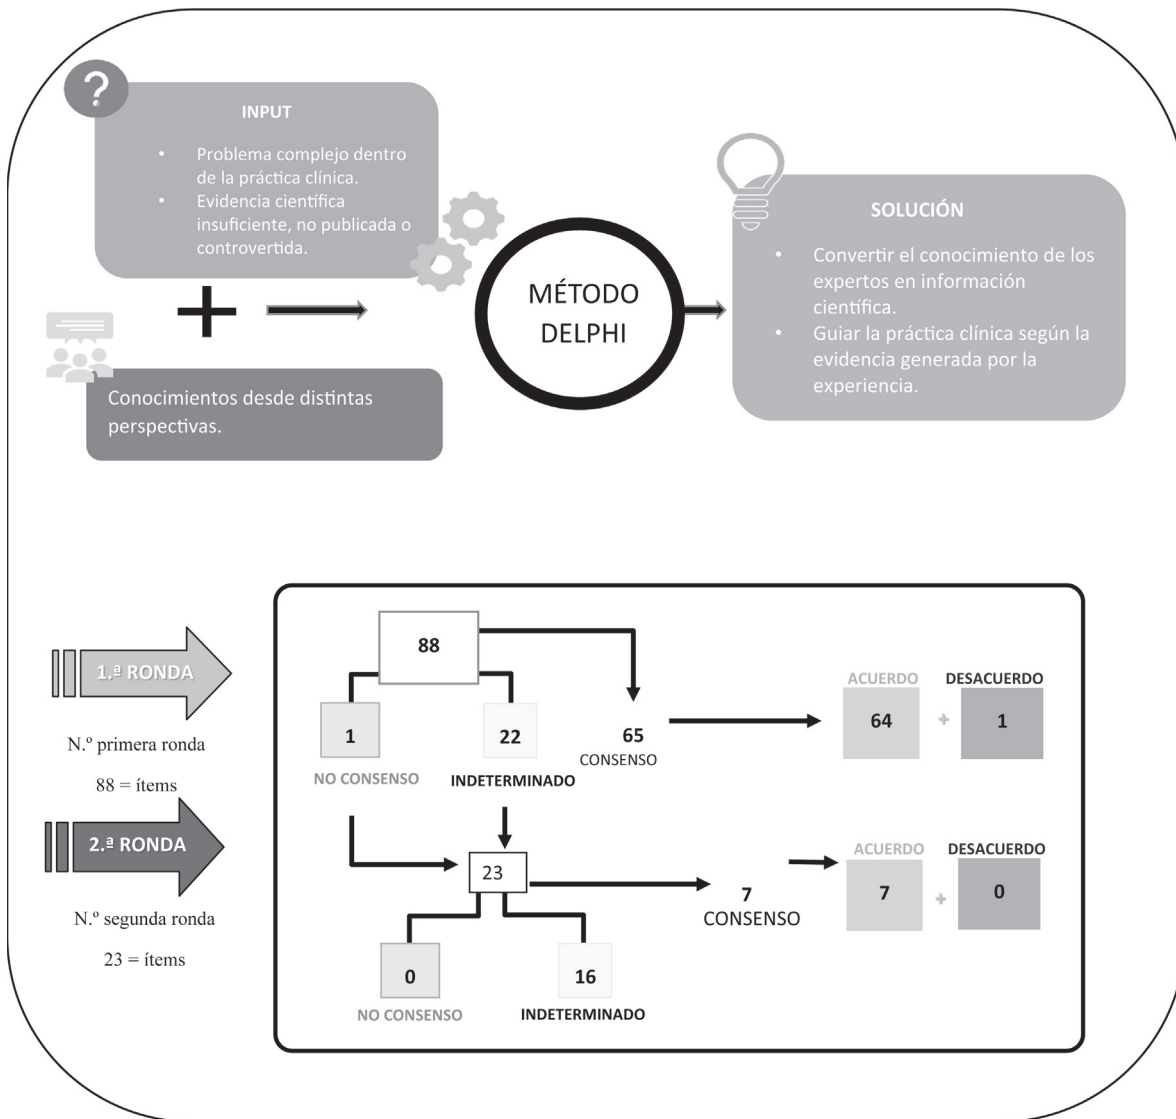 ?
INPUT
• Problema complejo dentro
de la práctica clínica.
• Evidencia científica
insuficiente, no publicada o
controvertida.
Conocimientos desde distintas
perspectivas.
MÉTODO
DELPHI
SOLUCIÓN
• Convertir el conocimiento de los
expertos en información
científica.
• Guiar la práctica clínica según la
evidencia generada por la
experiencia.
1.ª RONDA
N.º primera ronda
88 = ítems
88
1
NO CONSENSO
22
INDETERMINADO
65
CONSENSO
ACUERDO
64
+
DESACUERDO
1
2.ª RONDA
N.º segunda ronda
23 = ítems
23
0
NO CONSENSO
16
INDETERMINADO
7
CONSENSO
ACUERDO
7
+
DESACUERDO
0